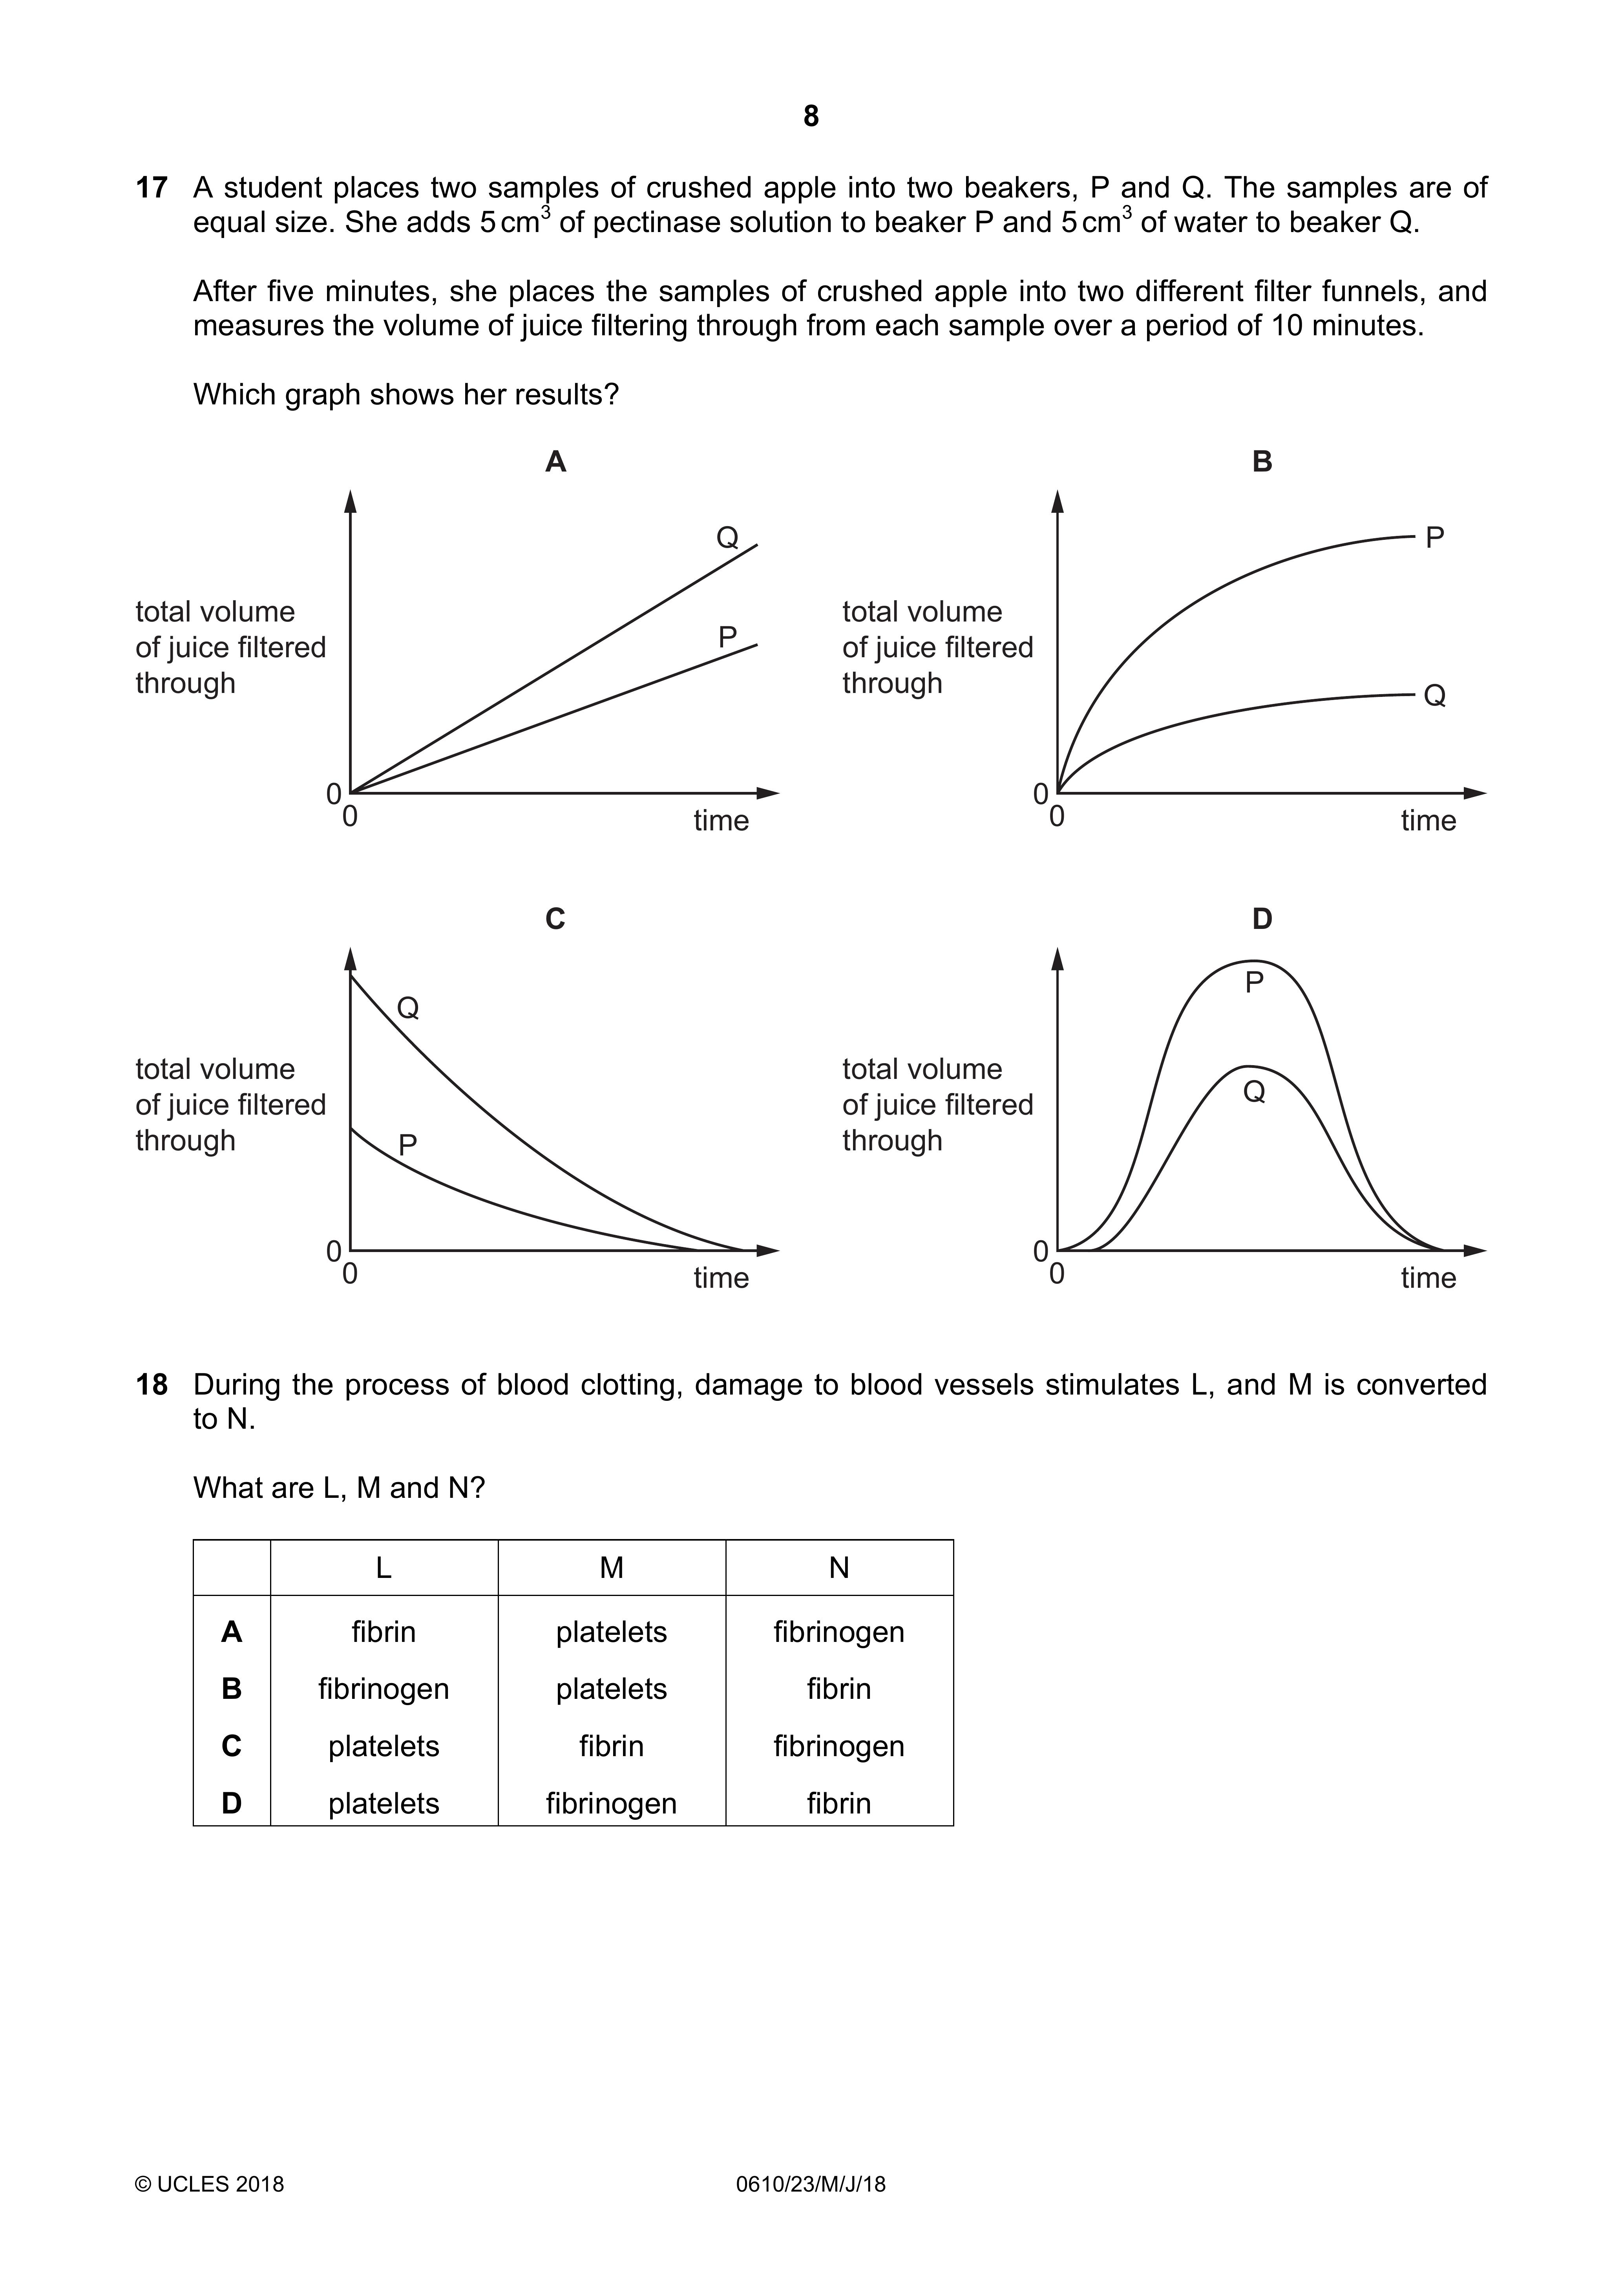 8
17 A student places two samples of crushed apple into two beakers, P and Q. The samples are of
equal size. She adds 5 cm³ of pectinase solution to beaker P and 5 cm³ of water to beaker Q.
After five minutes, she places the samples of crushed apple into two different filter funnels, and
measures the volume of juice filtering through from each sample over a period of 10 minutes.
Which graph shows her results?
A
total volume
of juice filtered
through
Q
P
0
0
time
B
total volume
of juice filtered
through
P
Q
0
0
time
C
total volume
of juice filtered
through
Q
P
0
0
time
D
total volume
of juice filtered
through
P
Q
0
0
time
18 During the process of blood clotting, damage to blood vessels stimulates L, and M is converted
to N.
What are L, M and N?
L M N
A fibrin platelets fibrinogen
B fibrinogen platelets fibrin
C platelets fibrin fibrinogen
D platelets fibrinogen fibrin
© UCLES 2018 0610/23/M/J/18